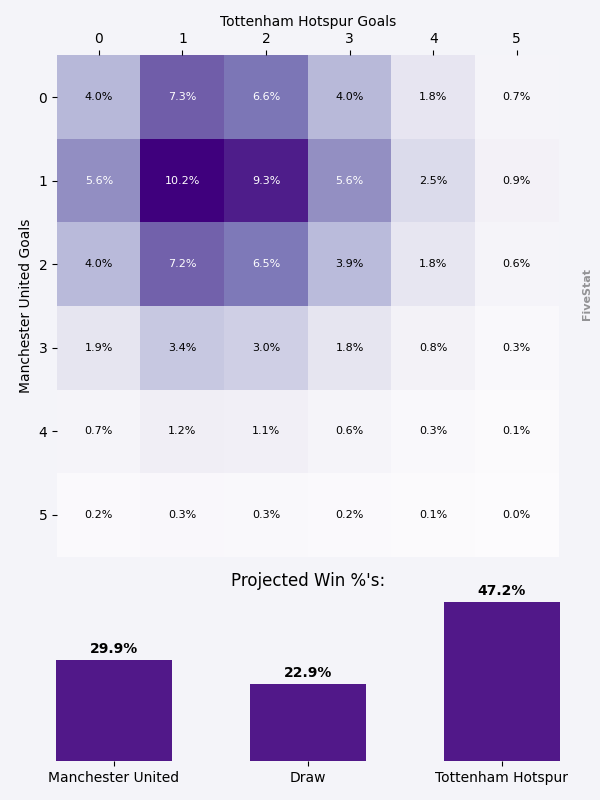 Tottenham Hotspur Goals
0 1 2 3 4 5
0 4.0% 7.3% 6.6% 4.0% 1.8% 0.7%
1 5.6% 10.2% 9.3% 5.6% 2.5% 0.9%
2 4.0% 7.2% 6.5% 3.9% 1.8% 0.6%
3 1.9% 3.4% 3.0% 1.8% 0.8% 0.3%
4 0.7% 1.2% 1.1% 0.6% 0.3% 0.1%
5 0.2% 0.3% 0.3% 0.2% 0.1% 0.0%
Manchester United Goals
FiveStat
Projected Win %'s:
29.9% 22.9% 47.2%
Manchester United Draw Tottenham Hotspur